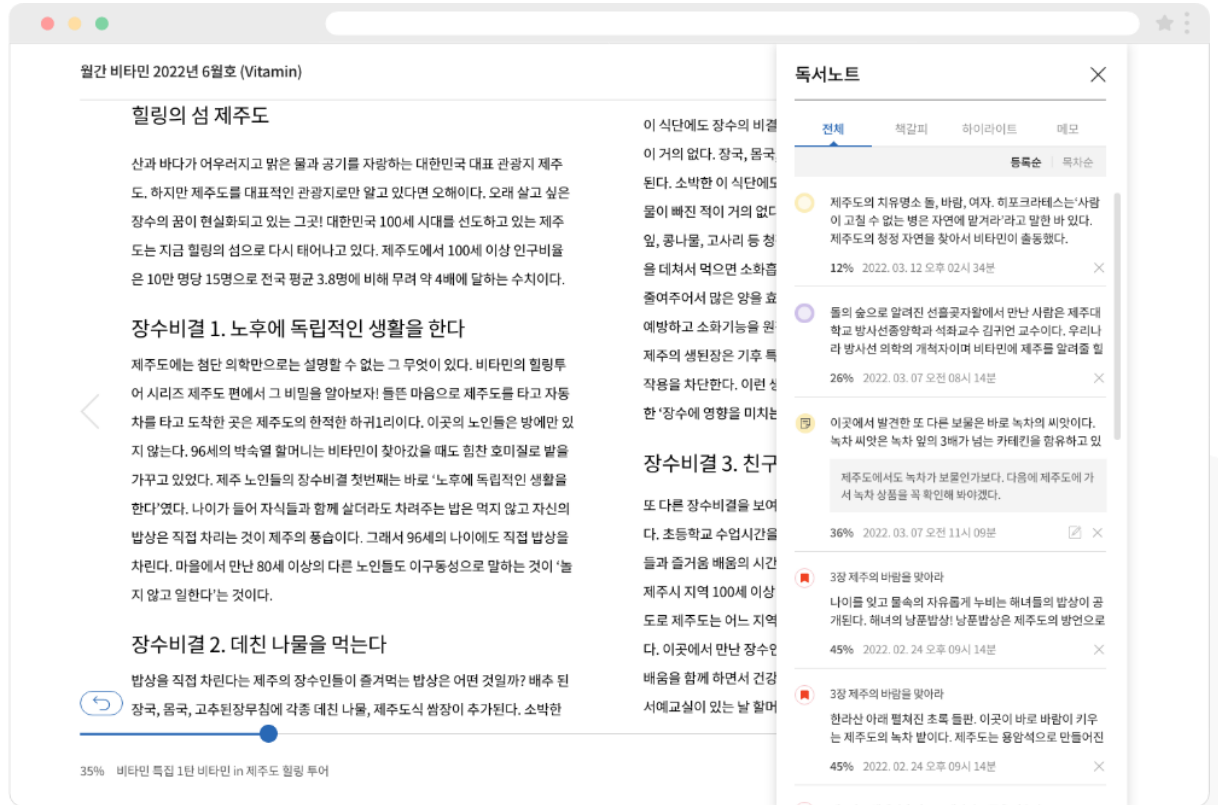 월간 비타민 2022년 6월호 (Vitamin)
힐링의 섬 제주도
산과 바다가 어우러지고 맑은 물과 공기를 자랑하는 대한민국 대표 관광지 제주
도. 하지만 제주도를 대표적인 관광지로만 알고 있다면 오해이다. 오래 살고 싶은
장수의 꿈이 현실화되고 있는 그곳! 대한민국 100세 시대를 선도하고 있는 제주
도는 지금 힐링의 섬으로 다시 태어나고 있다. 제주도에서 100세 이상 인구비율
은 10만 명당 15명으로 전국 평균 3.8명에 비해 무려 약 4배에 달하는 수치이다.
장수비결 1. 노후에 독립적인 생활을 한다
제주도에는 첨단 의학만으로는 설명할 수 없는 그 무엇이 있다. 비타민의 힐링투
어 시리즈 제주도 편에서 그 비밀을 알아보자! 들뜬 마음으로 제주도를 타고 자동
차를 타고 도착한 곳은 제주도의 한적한 하귀1리이다. 이곳의 노인들은 방에만 있
지 않는다. 96세의 박숙열 할머니는 비타민이 찾아갔을 때도 힘찬 호미질로 밭을
가꾸고 있었다. 제주 노인들의 장수비결 첫번째는 바로 ‘노후에 독립적인 생활을
한다’였다. 나이가 들어 자식들과 함께 살더라도 차려주는 밥은 먹지 않고 자신의
밥상은 직접 차리는 것이 제주의 풍습이다. 그래서 96세의 나이에도 직접 밥상을
차린다. 마을에서 만난 80세 이상의 다른 노인들도 이구동성으로 말하는 것이 ‘놀
지 않고 일한다’는 것이다.
장수비결 2. 데친 나물을 먹는다
밥상을 직접 차린다는 제주의 장수인들이 즐겨먹는 밥상은 어떤 것일까? 배추 된
장국, 몸국, 고추된장무침에 각종 데친 나물, 제주도식 쌈장이 추가된다. 소박한
이 식단에도 장수의 비결
이 거의 없다. 장국, 몸국,
된다. 소박한 이 식단에도
물이 빠진 적이 거의 없다
잎, 콩나물, 고사리 등 청
을 데쳐서 먹으면 소화흡
줄여주어서 많은 양을 효
예방하고 소화기능을 원
제주의 생된장은 기후 특
작용을 차단한다. 이런 생
한 ‘장수에 영향을 미치는
장수비결 3. 친구
또 다른 장수비결을 보여
다. 초등학교 수업시간을
들과 즐거움 배움의 시간
제주시 지역 100세 이상
도로 제주도는 어느 지역
다. 이곳에서 만난 장수인
배움을 함께 하면서 건강
서예교실이 있는 날 할머
35% 비타민 특집 1탄 비타민 in 제주도 힐링 투어
독서노트
전체 책갈피 하이라이트 메모
등록순 목차순
제주도의 치유명소 돌, 바람, 여자. 히포크라테스는‘사람
이 고칠 수 없는 병은 자연에 맡겨라’라고 말한 바 있다.
제주도의 청정 자연을 찾아서 비타민이 출동했다.
12% 2022. 03. 12 오후 02시 34분
돌의 숲으로 알려진 선흘곶자왈에서 만난 사람은 제주대
학교 방사선종양학과 석좌교수 김귀언 교수이다. 우리나
라 방사선 의학의 개척자이며 비타민에 제주를 알려줄 힐
26% 2022. 03. 07 오전 08시 14분
이곳에서 발견한 또 다른 보물은 바로 녹차의 씨앗이다.
녹차 씨앗은 녹차 옆의 3배가 넘는 카테킨을 함유하고 있
제주도에서도 녹차가 보물인가보다. 다음에 제주도에 가
서 녹차 상품을 꼭 확인해 봐야겠다.
36% 2022. 03. 07 오전 11시 09분
3장 제주의 바람을 맞아라
나이를 잊고 물속의 자유롭게 누비는 해녀들의 밥상이 공
개된다. 해녀의 낭푼밥상! 낭푼밥상은 제주도의 방언으로
45% 2022. 02. 24 오후 09시 14분
3장 제주의 바람을 맞아라
한라산 아래 펼쳐진 초록 들판. 이곳이 바로 바람이 키우
는 제주도의 녹차 밭이다. 제주도는 용암석으로 만들어진
45% 2022. 02. 24 오후 09시 14분